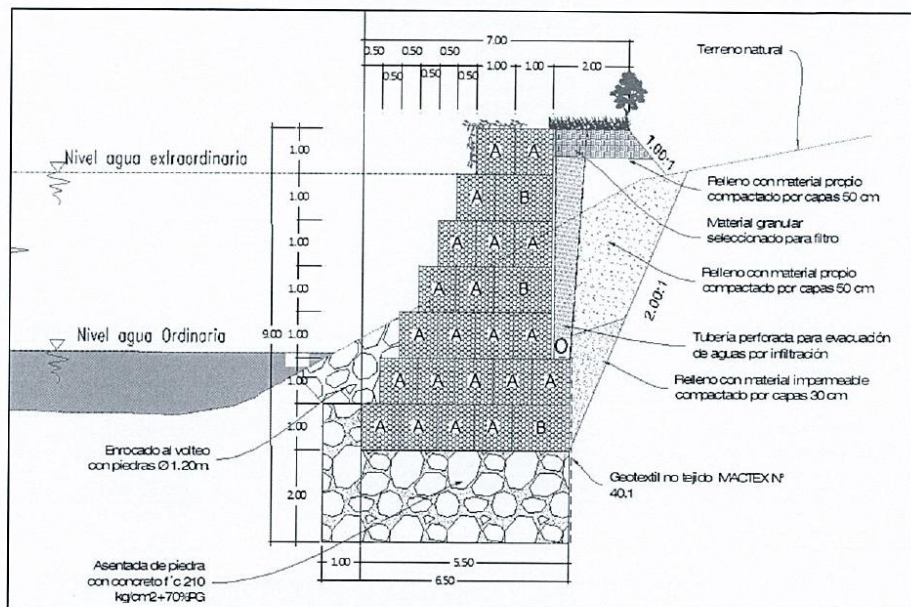 7.00
0.50 0.50 0.50 1.00 1.00 2.00
0.50 0.50 0.50
Terreno natural
1.00:1
Nivel agua extraordinaria
1.00
A A
Relleno con material propio
compactado por capas 50 cm
1.00
A B
Material granular
seleccionado para filtro
1.00
A A A
Relleno con material propio
compactado por capas 50 cm
2.00:1
1.00
A A B
Nivel agua Ordinaria
9.00
1.00
A A A A
Tubería perforada para evacuación
de aguas por infiltración
1.00
A A A A A
Relleno con material impermeable
compactado por capas 30 cm
1.00
A A A A B
Enrocado al volteo
con piedras Ø 1.20m.
2.00
Geotextil no tejido MACTEX N°
40.1
Asentada de piedra
con concreto f´c 210
kg/cm2+70%PG
1.00 5.50
6.50